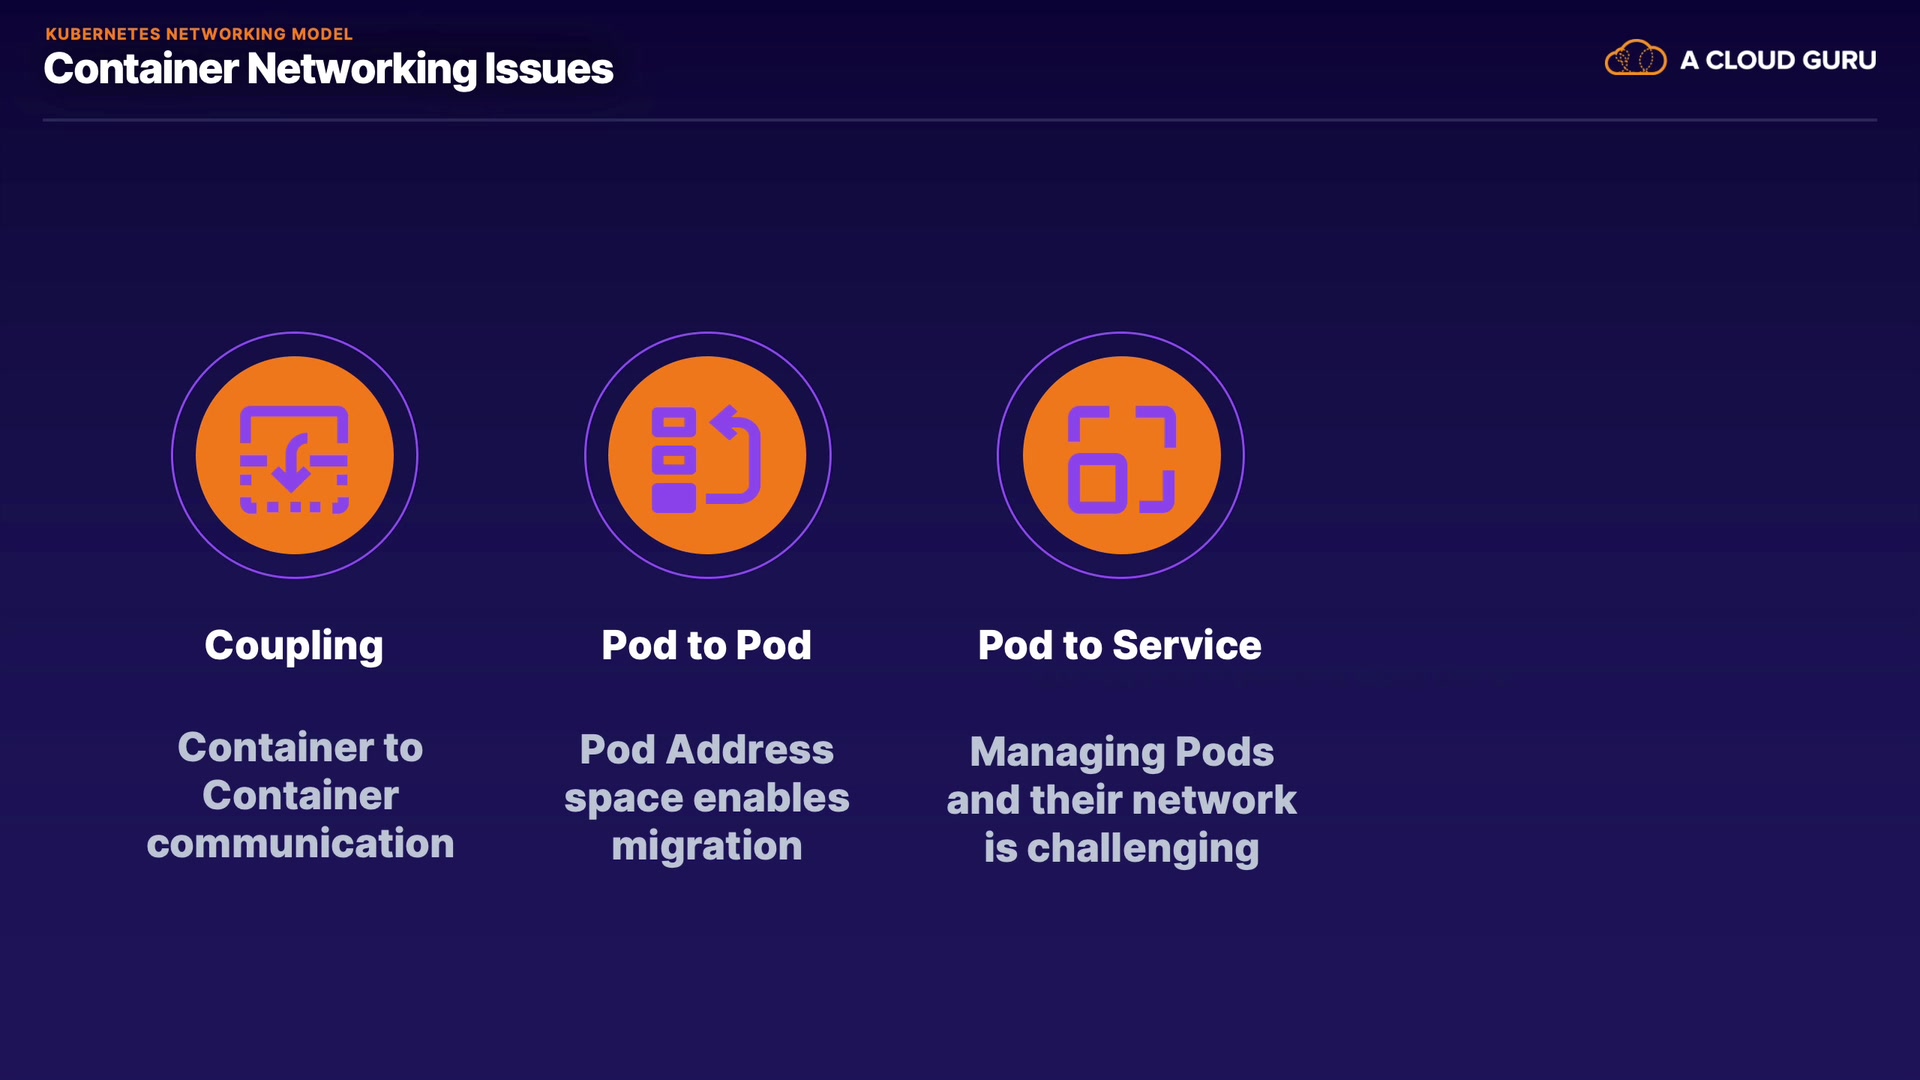 KUBERNETES NETWORKING MODEL
Container Networking Issues
A CLOUD GURU
Coupling
Container to
Container
communication
Pod to Pod
Pod Address
space enables
migration
Pod to Service
Managing Pods
and their network
is challenging